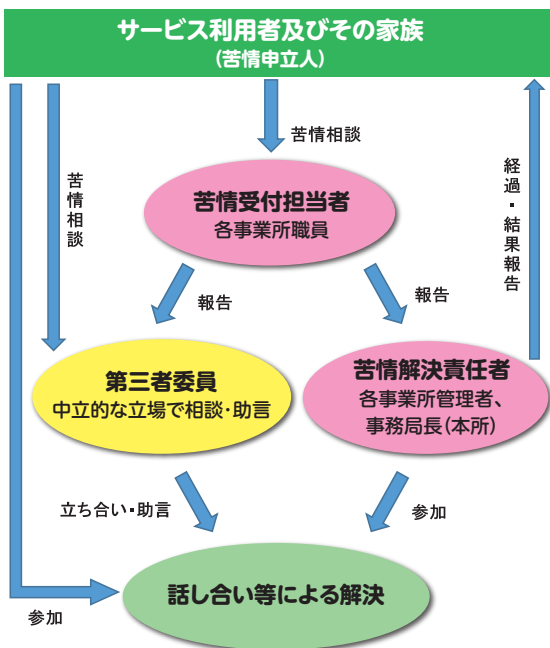 サービス利用者及びその家族
(苦情申立人)
苦情相談
苦情相談
経過・結果報告
苦情受付担当者
各事業所職員
報告
報告
第三者委員
中立的な立場で相談・助言
苦情解決責任者
各事業所管理者、
事務局長(本所)
立ち合い・助言
参加
話し合い等による解決
参加